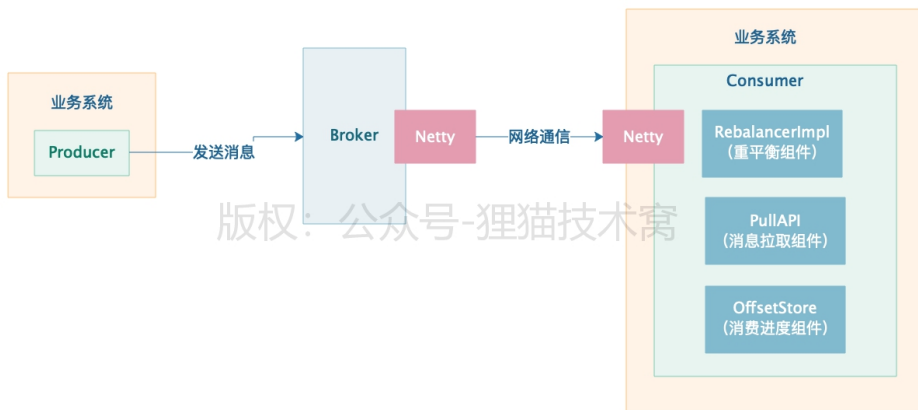 业务系统
Producer
发送消息
Broker
Netty
网络通信
业务系统
Consumer
Netty
RebalancerImpl
（重平衡组件）
PullAPI
（消息拉取组件）
OffsetStore
（消费进度组件）
版权：公众号-狸猫技术窝